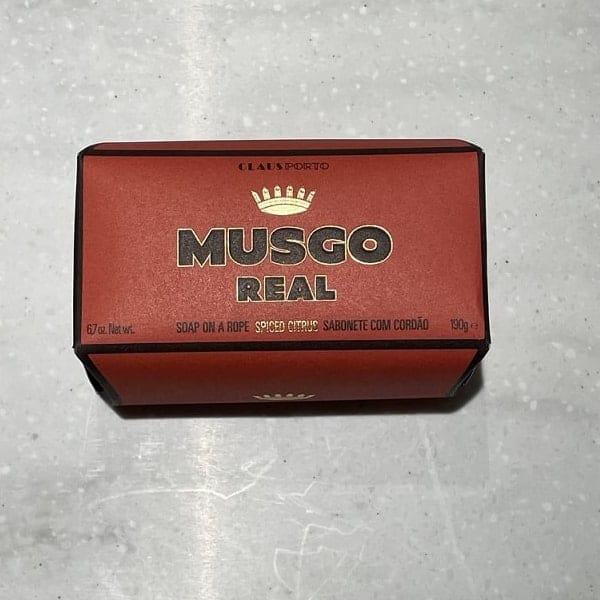 CLAUS PORTO
MUSGO
REAL
6,7 oz. Net wt. SOAP ON A ROPE SPICED CITRUS SABONETE COM CORDÃO 190g e